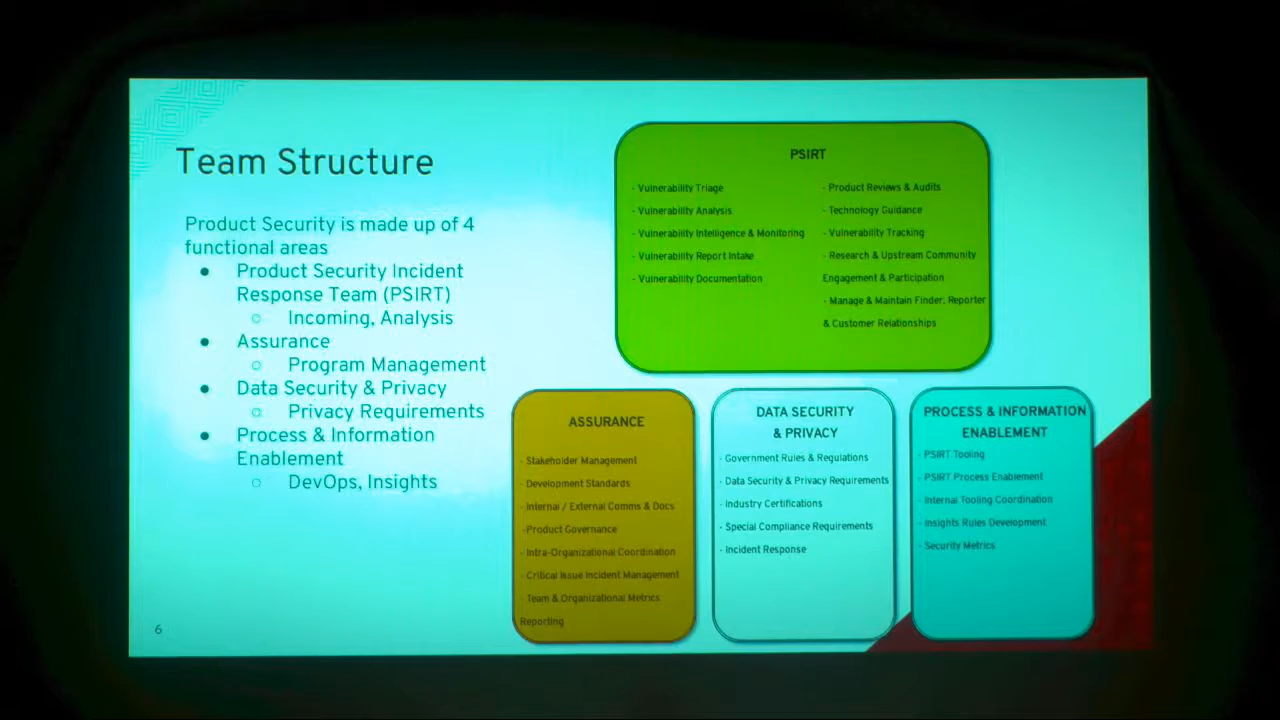 Team Structure
Product Security is made up of 4
functional areas
● Product Security Incident
Response Team (PSIRT)
○ Incoming, Analysis
● Assurance
○ Program Management
● Data Security & Privacy
○ Privacy Requirements
● Process & Information
Enablement
○ DevOps, Insights
6
PSIRT
- Vulnerability Triage
- Vulnerability Analysis
- Vulnerability Intelligence & Monitoring
- Vulnerability Report Intake
- Vulnerability Documentation
- Product Reviews & Audits
- Technology Guidance
- Vulnerability Tracking
- Research & Upstream Community
Engagement & Participation
- Manage & Maintain Finder, Reporter
& Customer Relationships
ASSURANCE
- Stakeholder Management
- Development Standards
- Internal / External Comms & Docs
-Product Governance
- Intra-Organizational Coordination
- Critical Issue Incident Management
- Team & Organizational Metrics
Reporting
DATA SECURITY
& PRIVACY
- Government Rules & Regulations
- Data Security & Privacy Requirements
- Industry Certifications
- Special Compliance Requirements
- Incident Response
PROCESS & INFORMATION
ENABLEMENT
- PSIRT Tooling
- PSIRT Process Enablement
- Internal Tooling Coordination
- Insights Rules Development
- Security Metrics